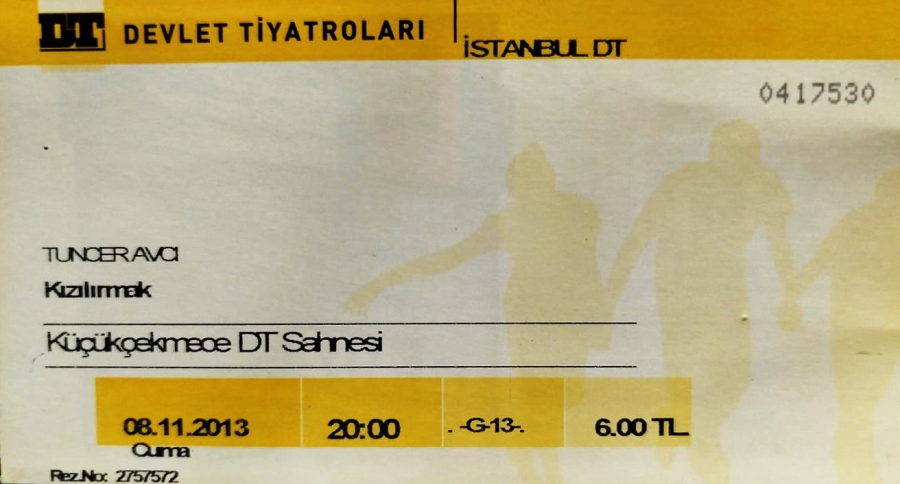 DT DEVLET TİYATROLARI
İSTANBUL DT
0417530
TUNCER AVCI
Kızılırmak
Küçükçekmece DT Sahnesi
08.11.2013 20:00 . -G-13-. 6.00 TL
Cuma
Rez.No: 2757572